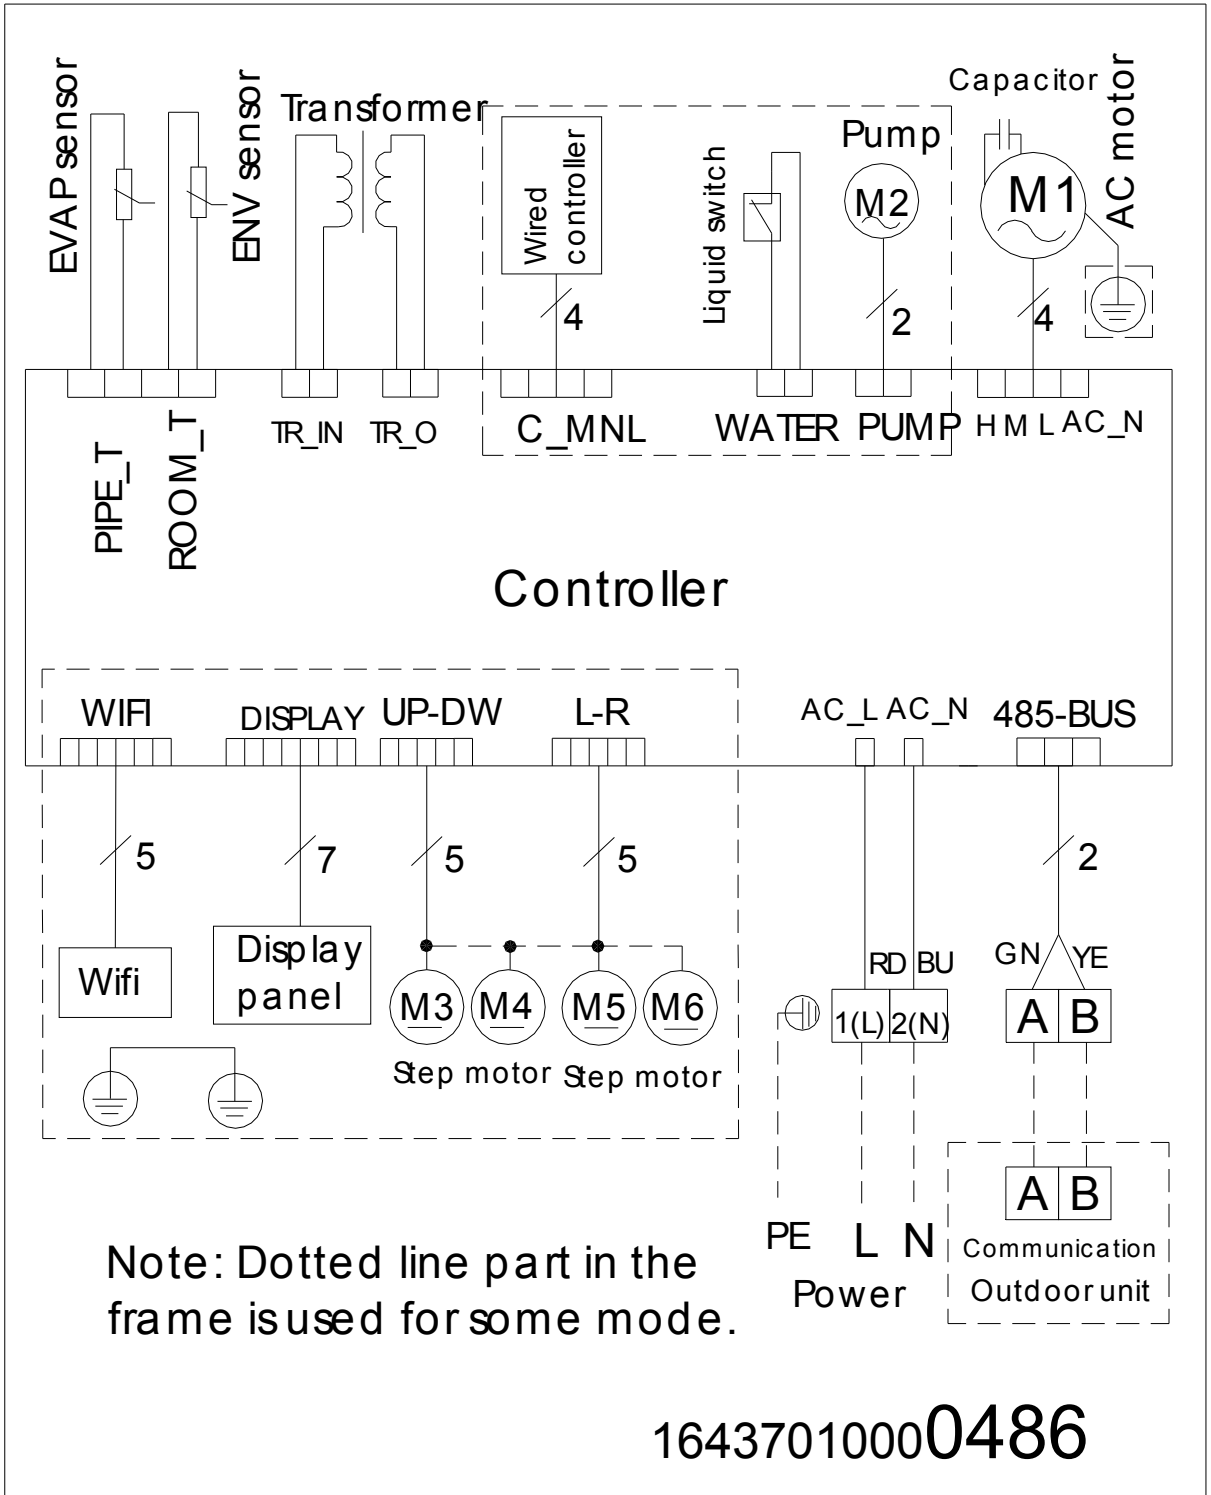 EVAP sensor
ENV sensor
Transformer
Wired
controller
Liquid switch
Pump
M2
Capacitor
M1
AC motor
4
2
4
PIPE_T
ROOM_T
TR_IN
TR_O
C_MNL
WATER
PUMP
H M L
AC_N
Controller
WIFI
DISPLAY
UP-DW
L-R
AC_L
AC_N
485-BUS
5
7
5
5
2
Wifi
Display
panel
M3
M4
M5
M6
Step motor
Step motor
RD
BU
1(L)
2(N)
GN
YE
A
B
PE
L
N
Power
A
B
Communication
Outdoor unit
Note: Dotted line part in the
frame is used for some mode.
16437010000486